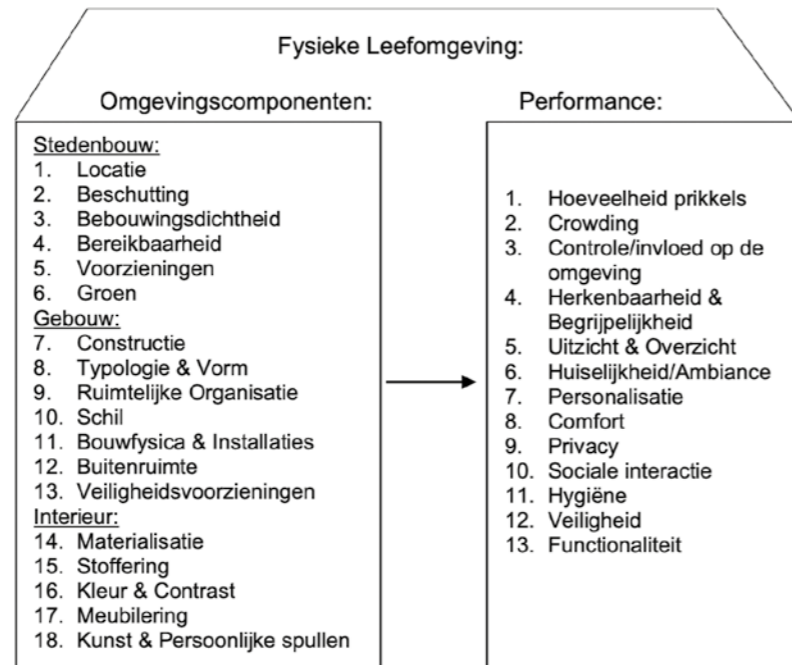 Fysieke Leefomgeving:
Omgevingscomponenten:
Stedenbouw:
1. Locatie
2. Beschutting
3. Bebouwingsdichtheid
4. Bereikbaarheid
5. Voorzieningen
6. Groen
Gebouw:
7. Constructie
8. Typologie & Vorm
9. Ruimtelijke Organisatie
10. Schil
11. Bouwfysica & Installaties
12. Buitenruimte
13. Veiligheidsvoorzieningen
Interieur:
14. Materialisatie
15. Stoffering
16. Kleur & Contrast
17. Meubilering
18. Kunst & Persoonlijke spullen
Performance:
1. Hoeveelheid prikkels
2. Crowding
3. Controle/invloed op de
omgeving
4. Herkenbaarheid &
Begrijpelijkheid
5. Uitzicht & Overzicht
6. Huiselijkheid/Ambiance
7. Personalisatie
8. Comfort
9. Privacy
10. Sociale interactie
11. Hygiëne
12. Veiligheid
13. Functionaliteit